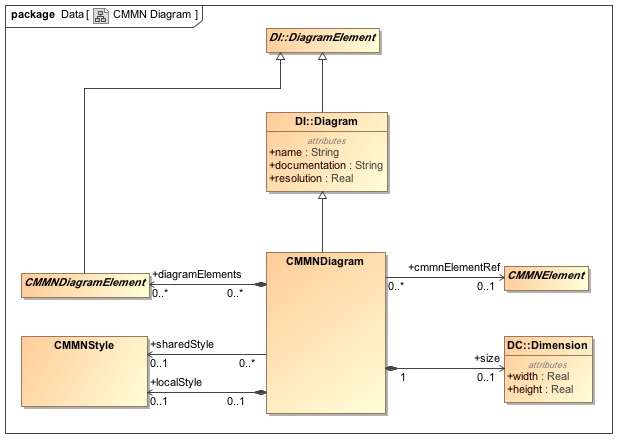 package Data [ CMMN Diagram ]
DI::DiagramElement
DI::Diagram
attributes
+name : String
+documentation : String
+resolution : Real
CMMNDiagramElement
+diagramElements
0..*
0..*
CMMNDiagram
+cmmnElementRef
0..*
0..1
CMMNElement
CMMNStyle
+sharedStyle
0..1
0..*
+localStyle
0..1
0..1
+size
1
0..1
DC::Dimension
attributes
+width : Real
+height : Real